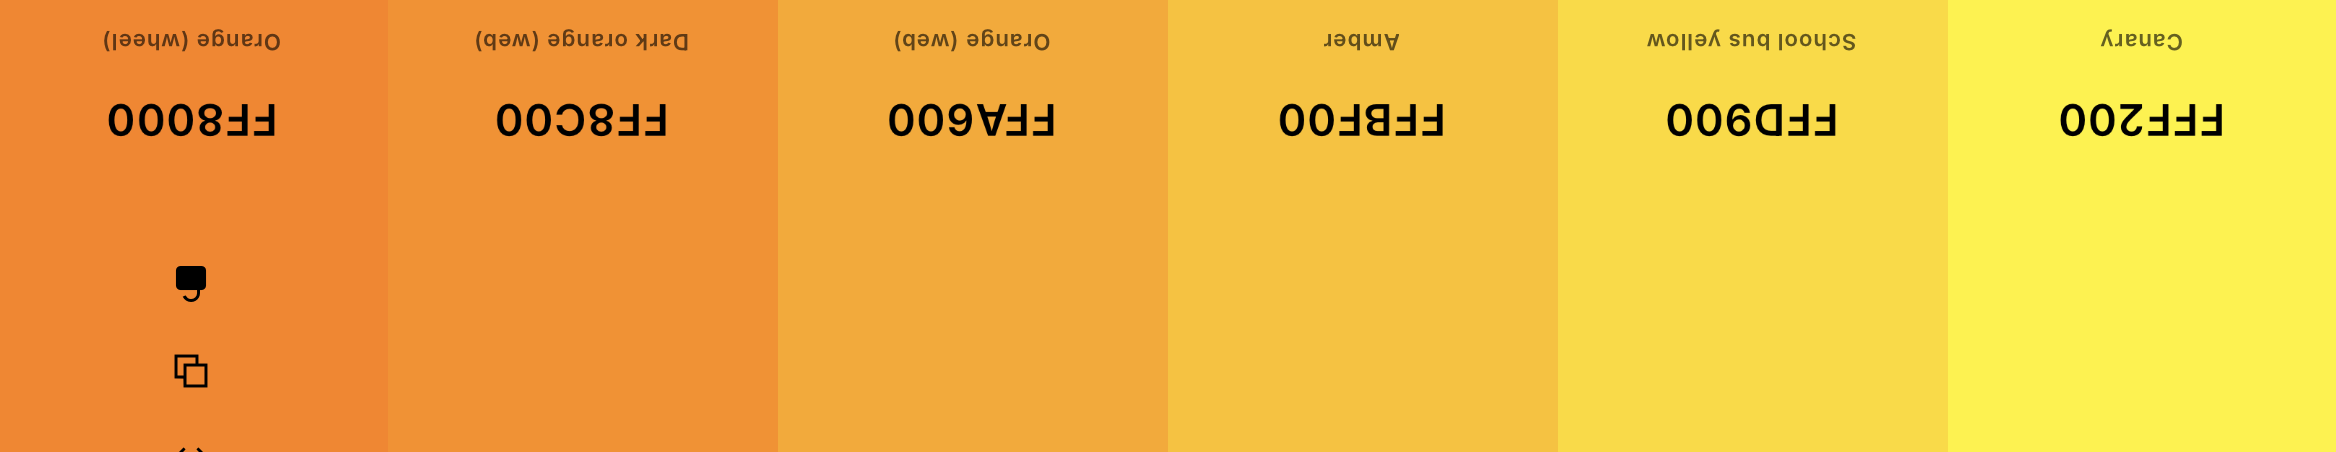 FFF200
Canary
FFD900
School bus yellow
FFBF00
Amber
FFA600
Orange (web)
FF8C00
Dark orange (web)
FF8000
Orange (wheel)